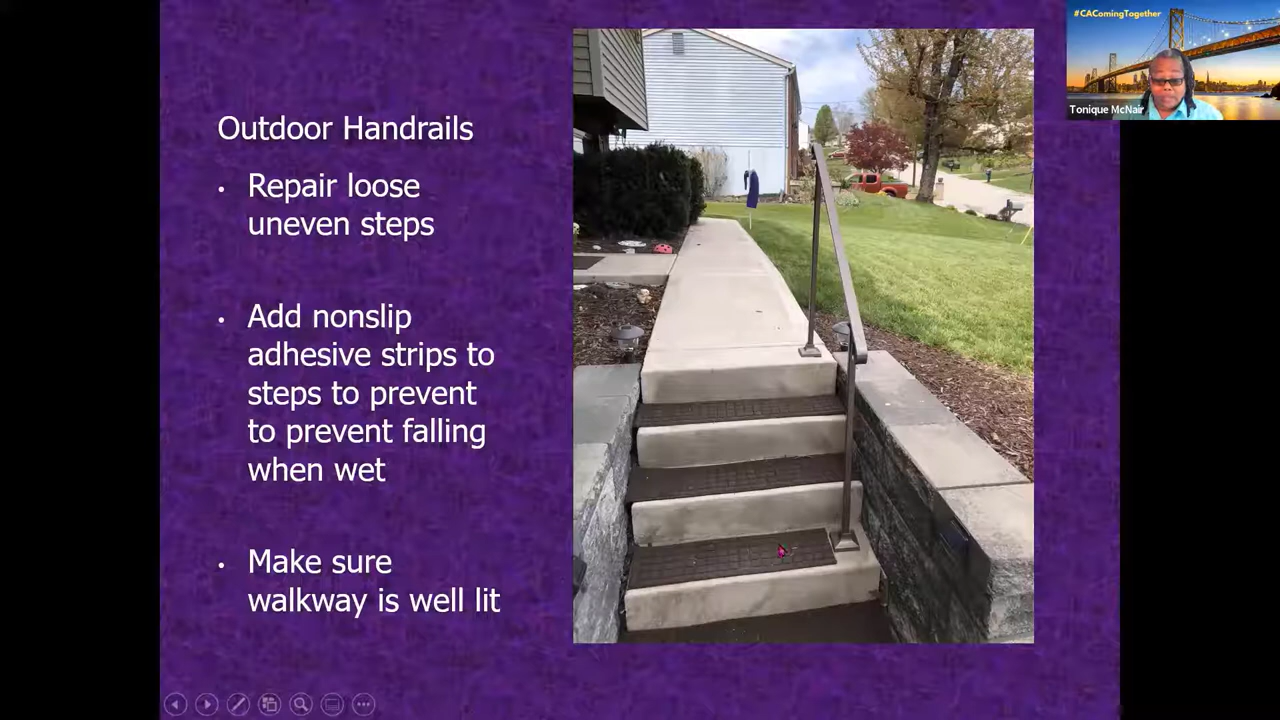 #CAComingTogether
Tonique McNair
Outdoor Handrails
• Repair loose
uneven steps
• Add nonslip
adhesive strips to
steps to prevent
to prevent falling
when wet
• Make sure
walkway is well lit